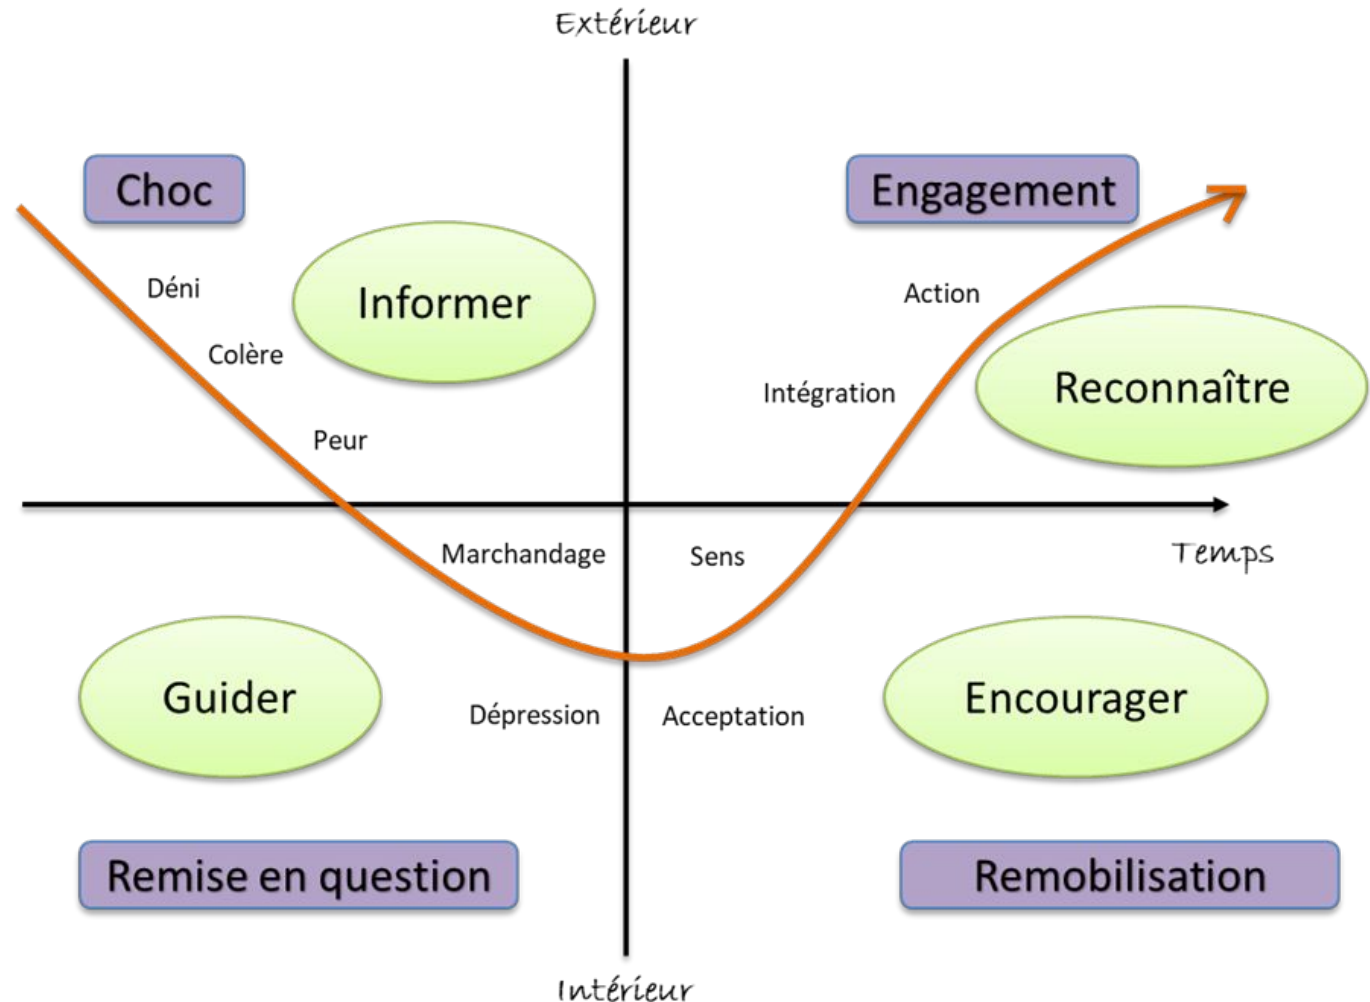 Extérieur
Choc
Engagement
Déni
Informer
Action
Colère
Reconnaître
Intégration
Peur
Marchandage
Sens
Temps
Guider
Encourager
Dépression
Acceptation
Remise en question
Remobilisation
Intérieur